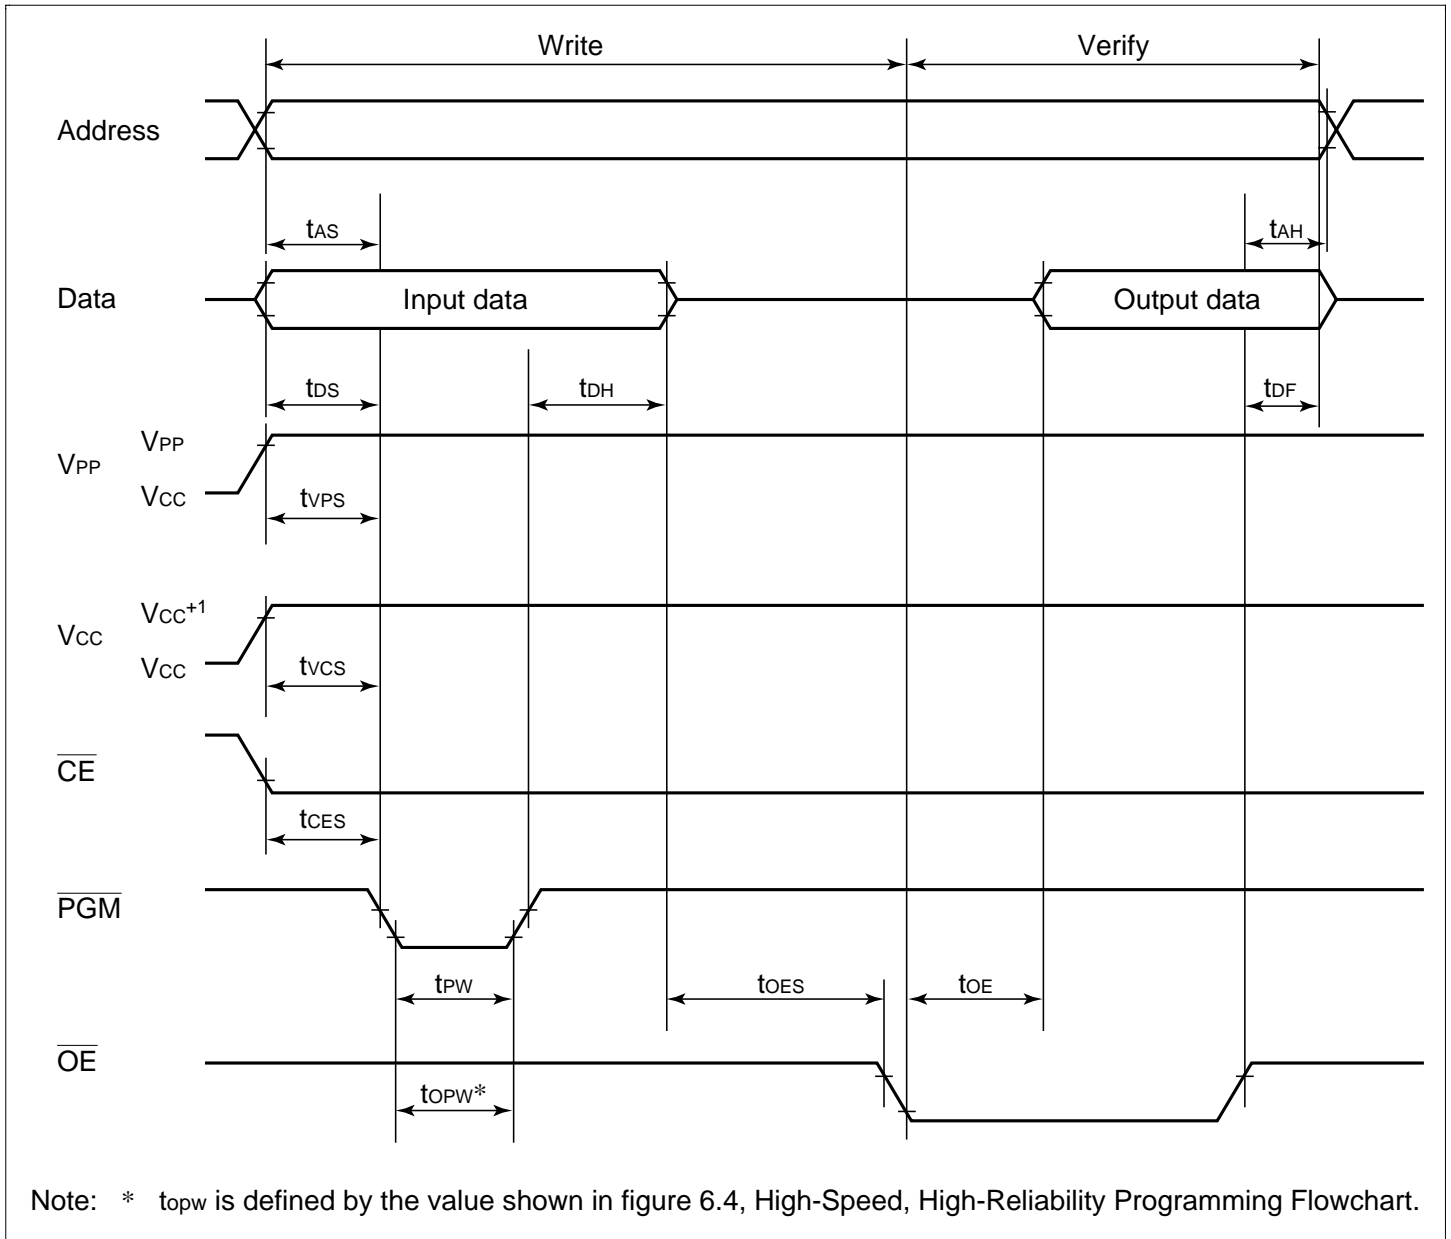 Write Verify
Address
tAS tAH
Data Input data Output data
tDS tDH tDF
VPP
VPP
VCC
tVPS
VCC+1
VCC
VCC
tVCS
CE
tCES
PGM
tPW tOES tOE
OE
tOPW*
Note: * topw is defined by the value shown in figure 6.4, High-Speed, High-Reliability Programming Flowchart.